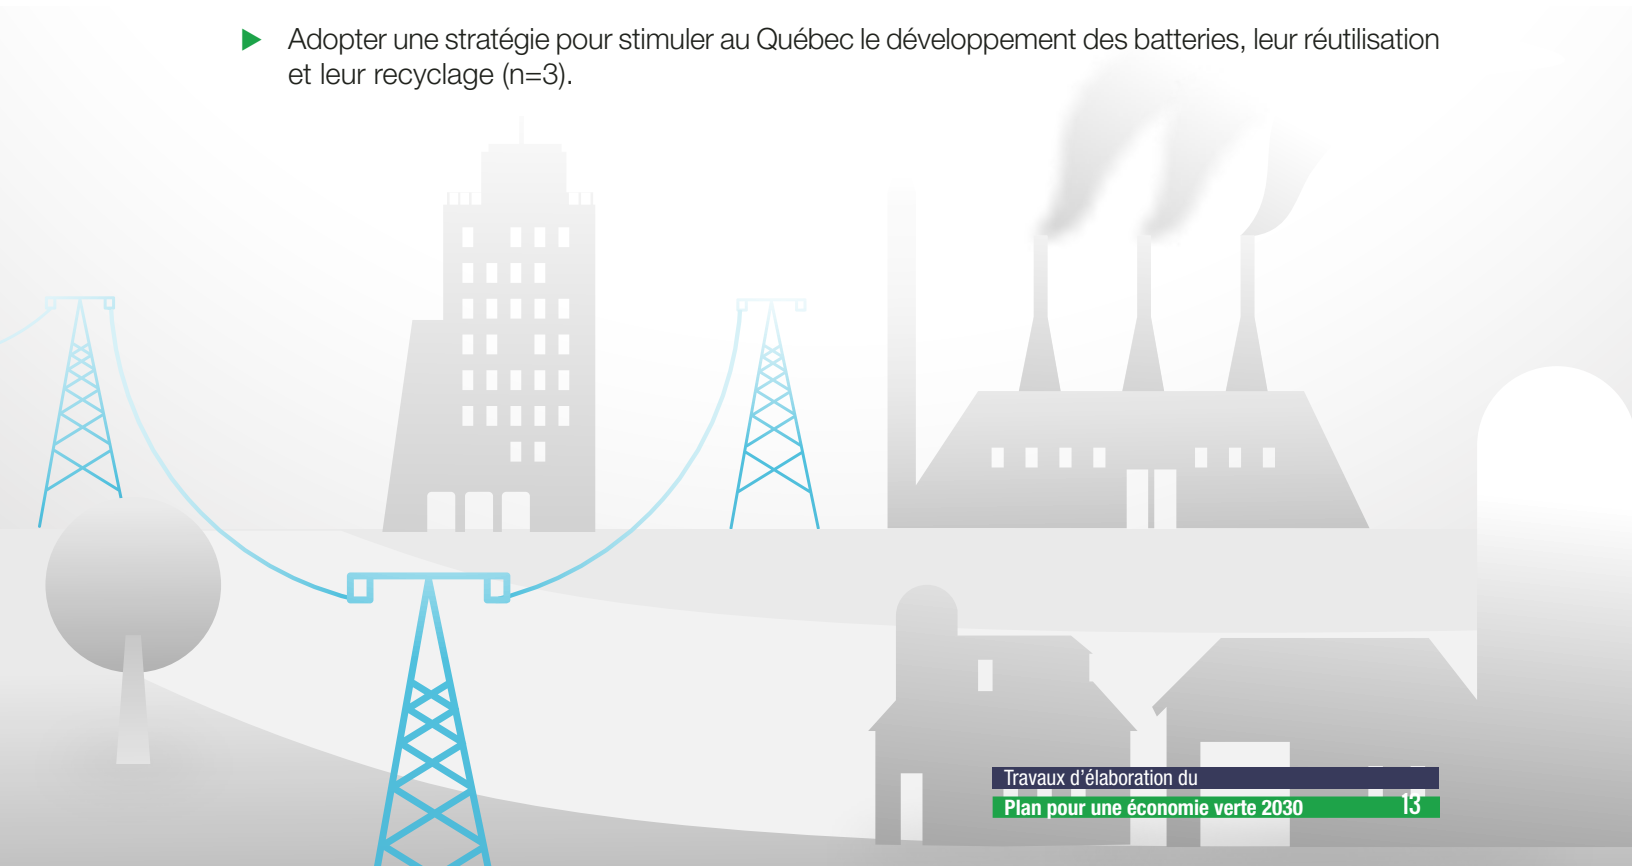 Adopter une stratégie pour stimuler au Québec le développement des batteries, leur réutilisation
et leur recyclage (n=3).
Travaux d’élaboration du
Plan pour une économie verte 2030
13